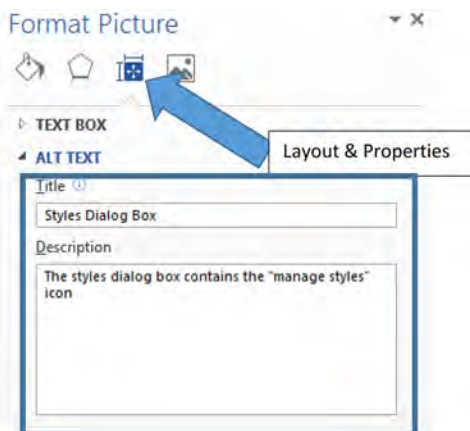 Format Picture
TEXT BOX
ALT TEXT
Layout & Properties
Title
Styles Dialog Box
Description
The styles dialog box contains the "manage styles"
icon